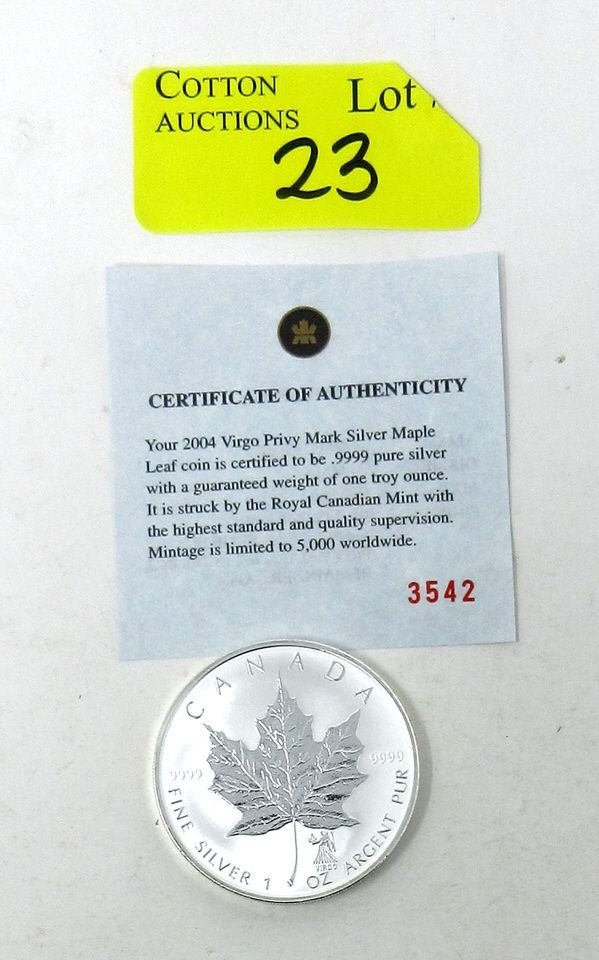 COTTON
AUCTIONS
Lot
23
CERTIFICATE OF AUTHENTICITY
Your 2004 Virgo Privy Mark Silver Maple
Leaf coin is certified to be .9999 pure silver
with a guaranteed weight of one troy ounce.
It is struck by the Royal Canadian Mint with
the highest standard and quality supervision.
Mintage is limited to 5,000 worldwide.
3542
CANADA
9999
9999
FINE SILVER 1 OZ ARGENT PUR
VIRGO